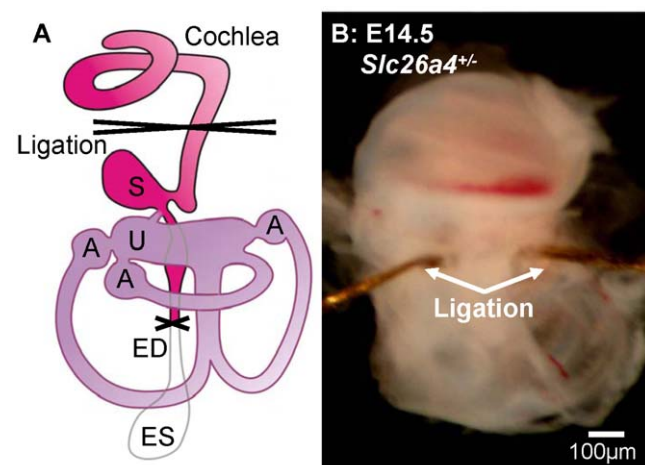 A
Cochlea
Ligation
S
A
U
A
A
ED
ES
B: E14.5
Slc26a4+/-
Ligation
100µm